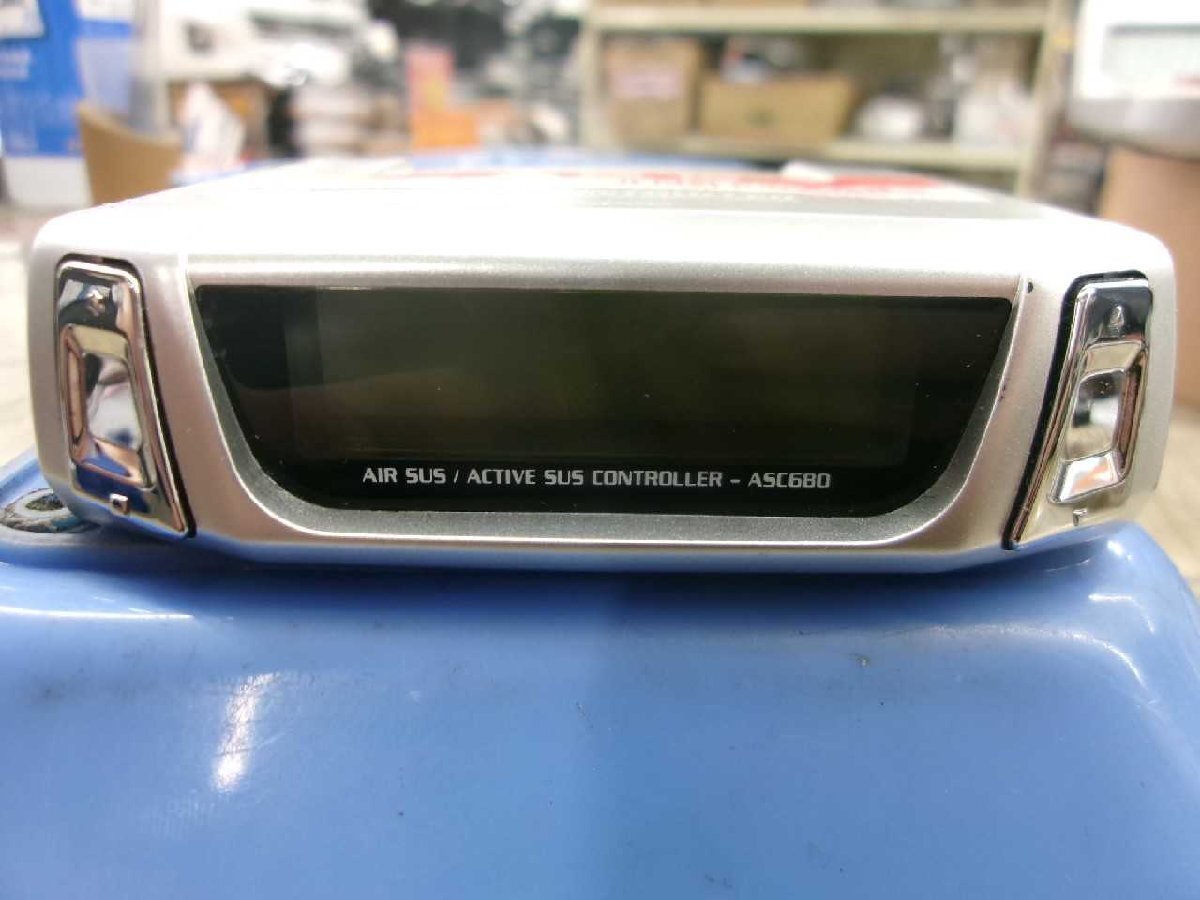 AIR SUS / ACTIVE SUS CONTROLLER - ASC680